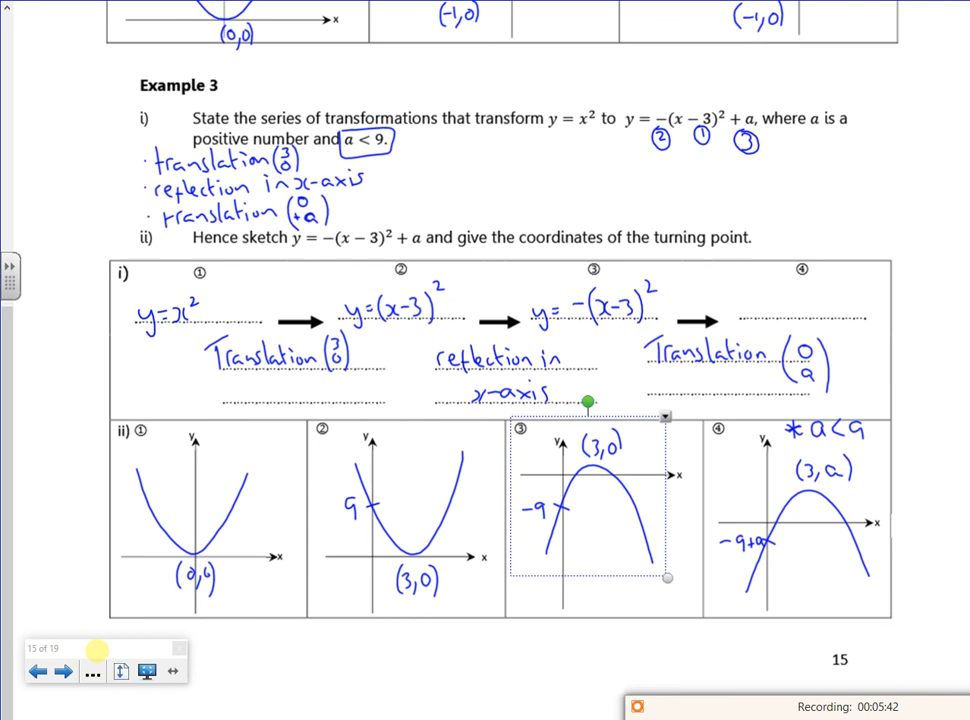 (0,0)
x
(-1,0)
(-1,0)
Example 3
i) State the series of transformations that transform y = x² to y = −(x − 3)² + a, where a is a
positive number and a < 9.
② ① ③
· translation (3 0)
· reflection in x-axis
· translation (0 +a)
ii) Hence sketch y = −(x − 3)² + a and give the coordinates of the turning point.
i) ① ② ③ ④
y=x² y=(x-3)² y=-(x-3)²
Translation (3 0) reflection in Translation (0 a)
x-axis
ii) ① y x (0,0)
② y x 9 (3,0)
③ y x (3,0) -9
④ y x * a<9 (3,a) -9+a
15 of 19
15
Recording: 00:05:42